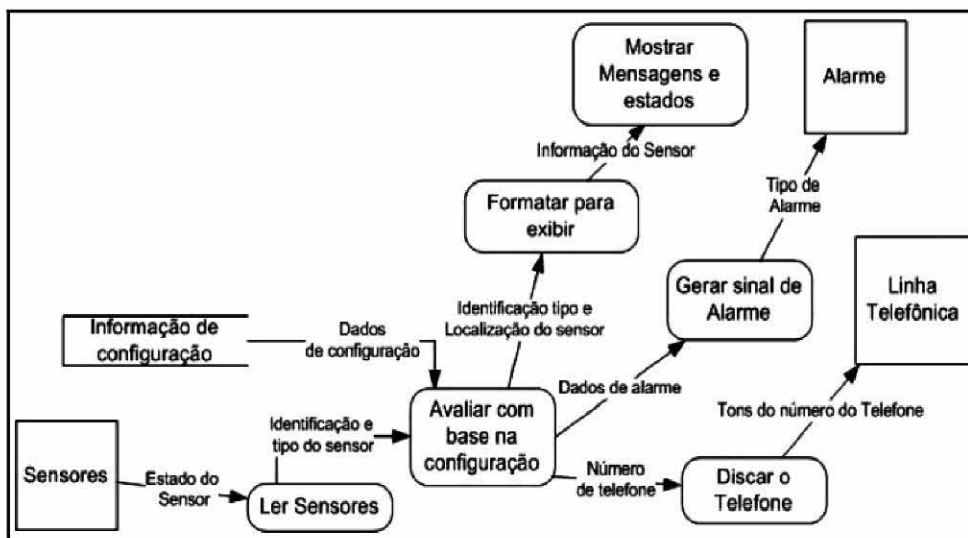 Mostrar
Mensagens e
estados
Alarme
Informação do Sensor
Tipo de
Alarme
Formatar para
exibir
Gerar sinal de
Alarme
Linha
Telefônica
Identificação tipo e
Localização do sensor
Informação de
configuração
Dados
de configuração
Dados de alarme
Tons do número do Telefone
Avaliar com
base na
configuração
Identificação e
tipo do sensor
Sensores
Estado do
Sensor
Ler Sensores
Número
de telefone
Discar o
Telefone